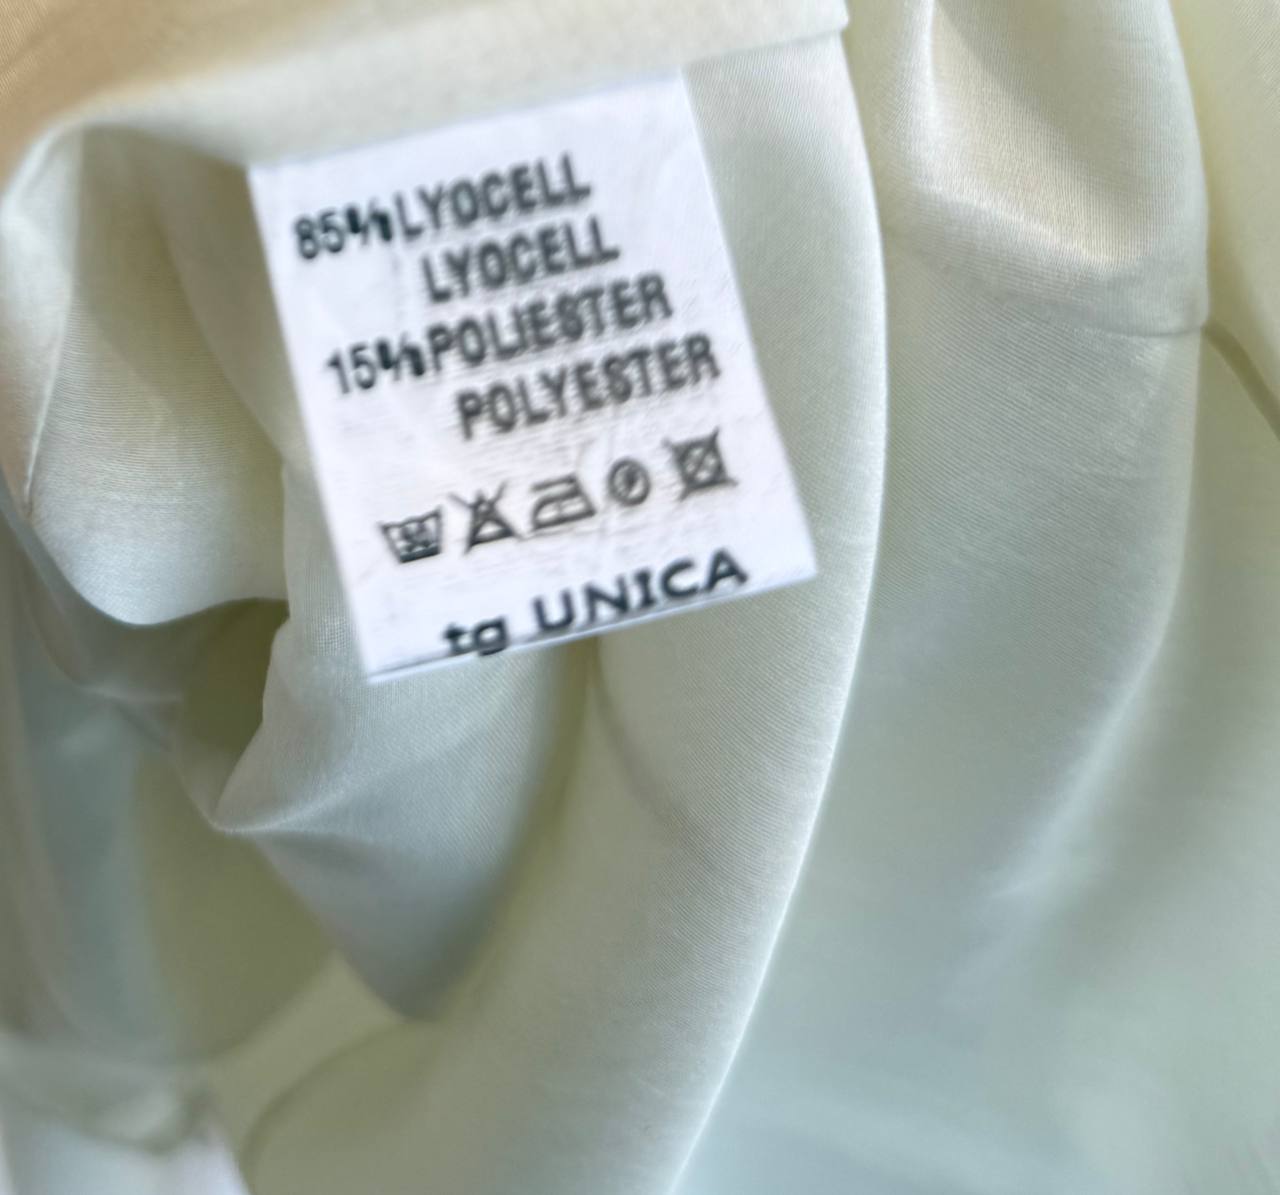 85% LYOCELL
LYOCELL
15% POLIESTER
POLYESTER
tg UNICA